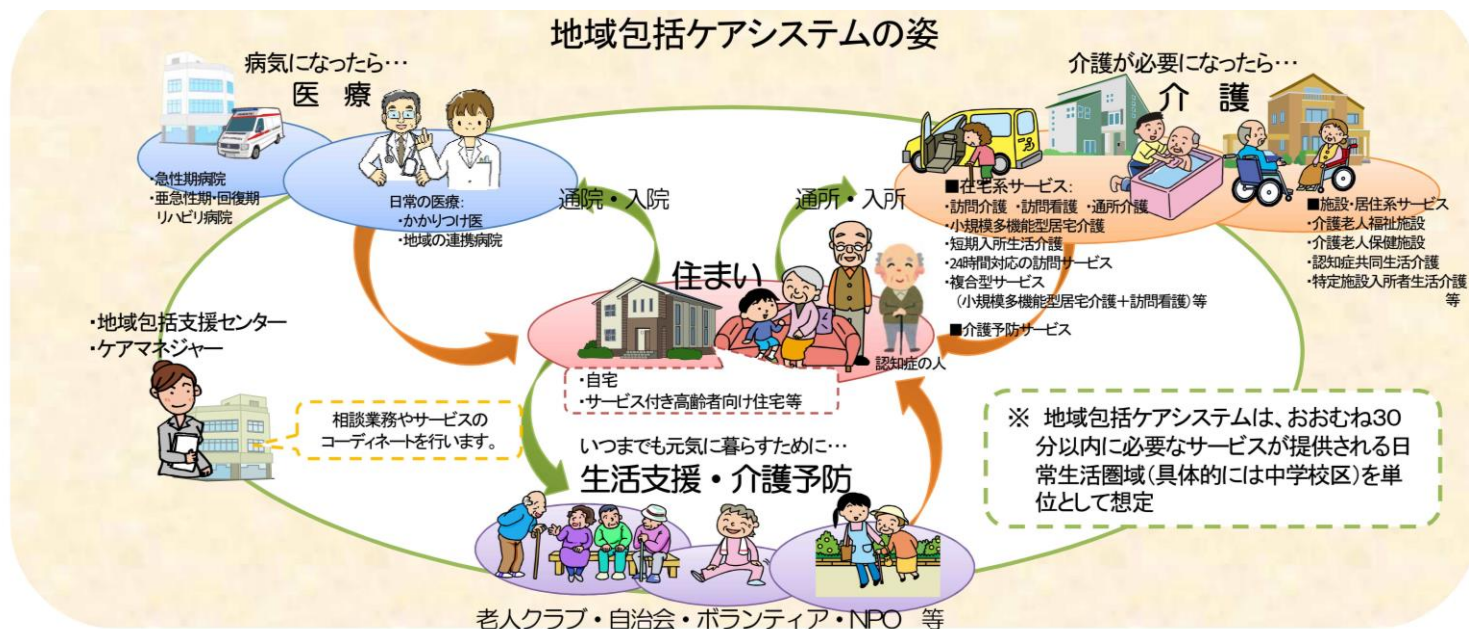 地域包括ケアシステムの姿
病気になったら…
医 療
・急性期病院
・亜急性期・回復期
リハビリ病院
日常の医療:
・かかりつけ医
・地域の連携病院
通院・入院
通所・入所
介護が必要になったら…
介 護
■在宅系サービス:
・訪問介護 ・訪問看護 ・通所介護
・小規模多機能型居宅介護
・短期入所生活介護
・24時間対応の訪問サービス
・複合型サービス
(小規模多機能型居宅介護+訪問看護)等
■介護予防サービス
■施設・居住系サービス
・介護老人福祉施設
・介護老人保健施設
・認知症共同生活介護
・特定施設入所者生活介護
等
住まい
認知症の人
・自宅
・サービス付き高齢者向け住宅等
・地域包括支援センター
・ケアマネジャー
相談業務やサービスの
コーディネートを行います。
いつまでも元気に暮らすために…
生活支援・介護予防
老人クラブ・自治会・ボランティア・NPO 等
※ 地域包括ケアシステムは、おおむね30
分以内に必要なサービスが提供される日
常生活圏域(具体的には中学校区)を単
位として想定